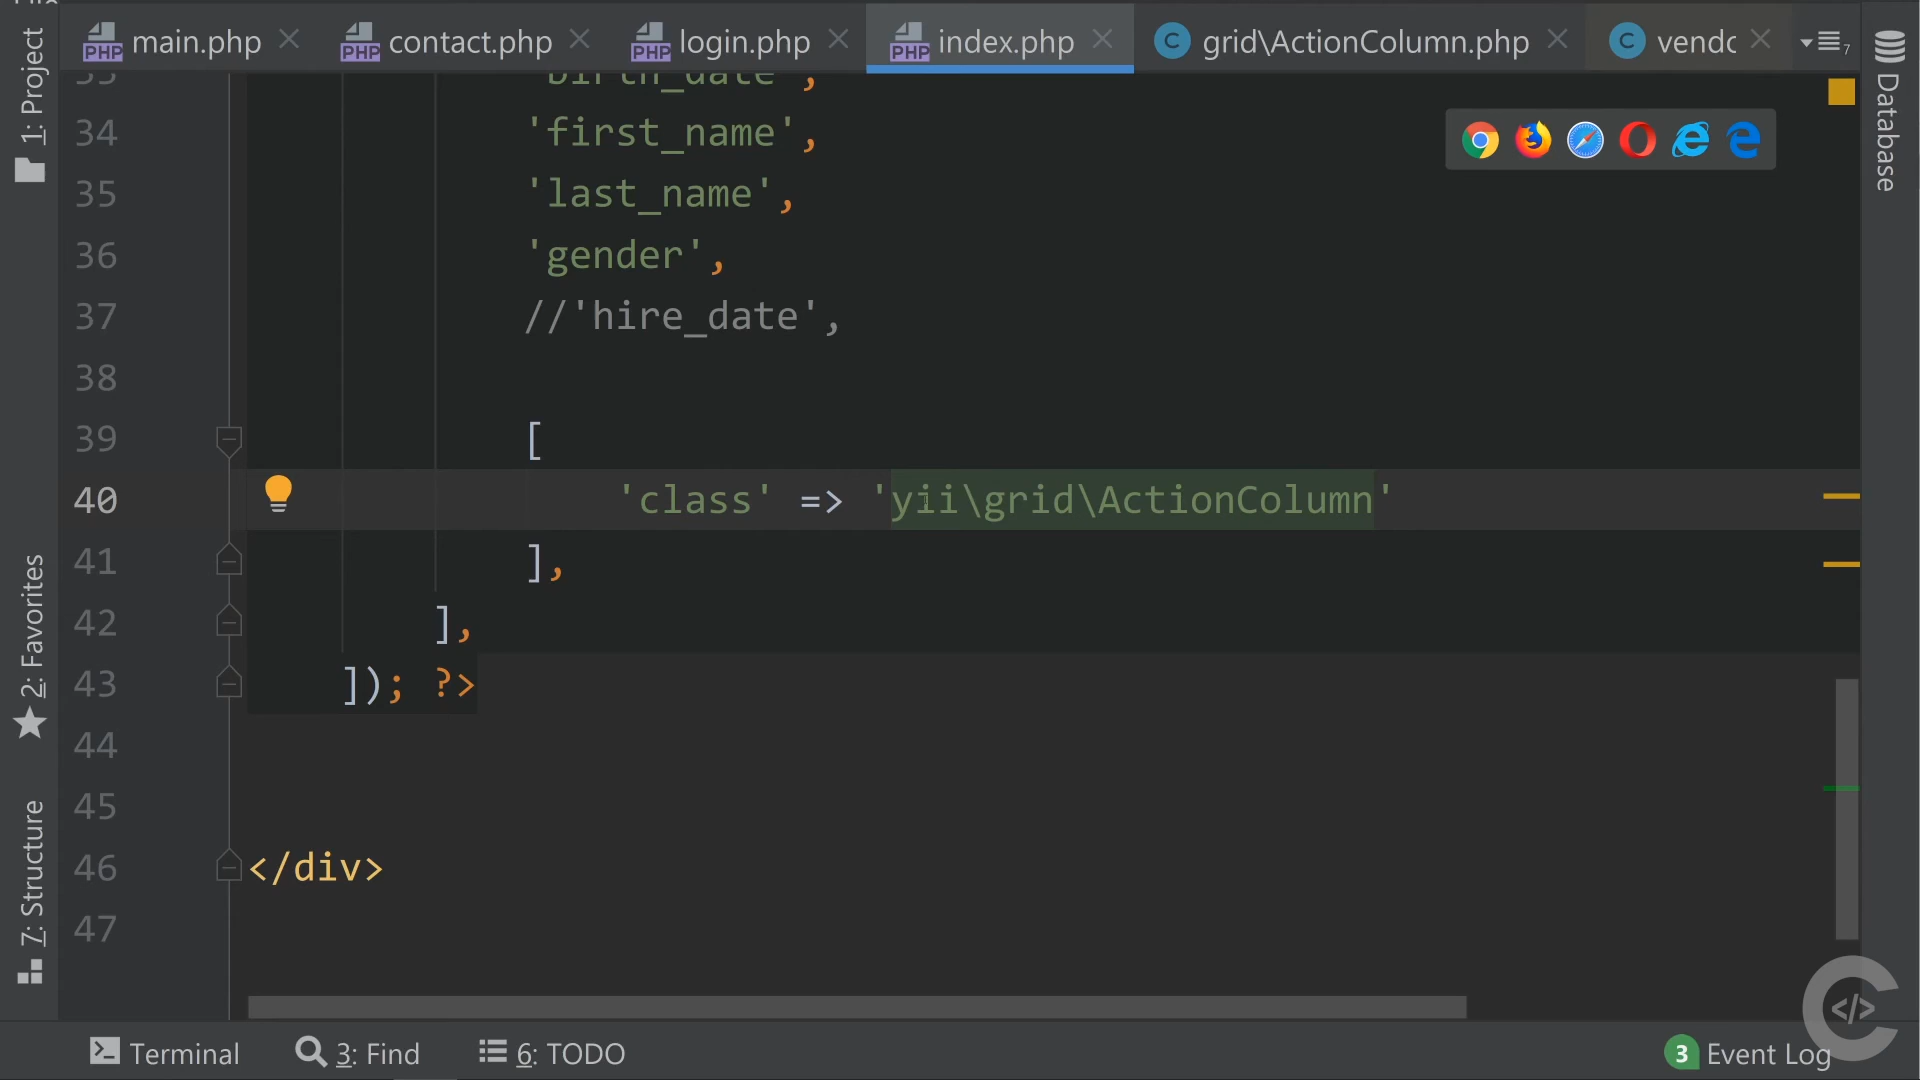 main.php contact.php login.php index.php grid\ActionColumn.php vendc 7
1: Project
2: Favorites
7: Structure
Database
birth_date',
34 'first_name',
35 'last_name',
36 'gender',
37 //'hire_date',
38
39 [
40 'class' => 'yii\grid\ActionColumn'
41 ],
42 ],
43 ]); ?>
44
45
46 </div>
47
Terminal 3: Find 6: TODO 3 Event Log